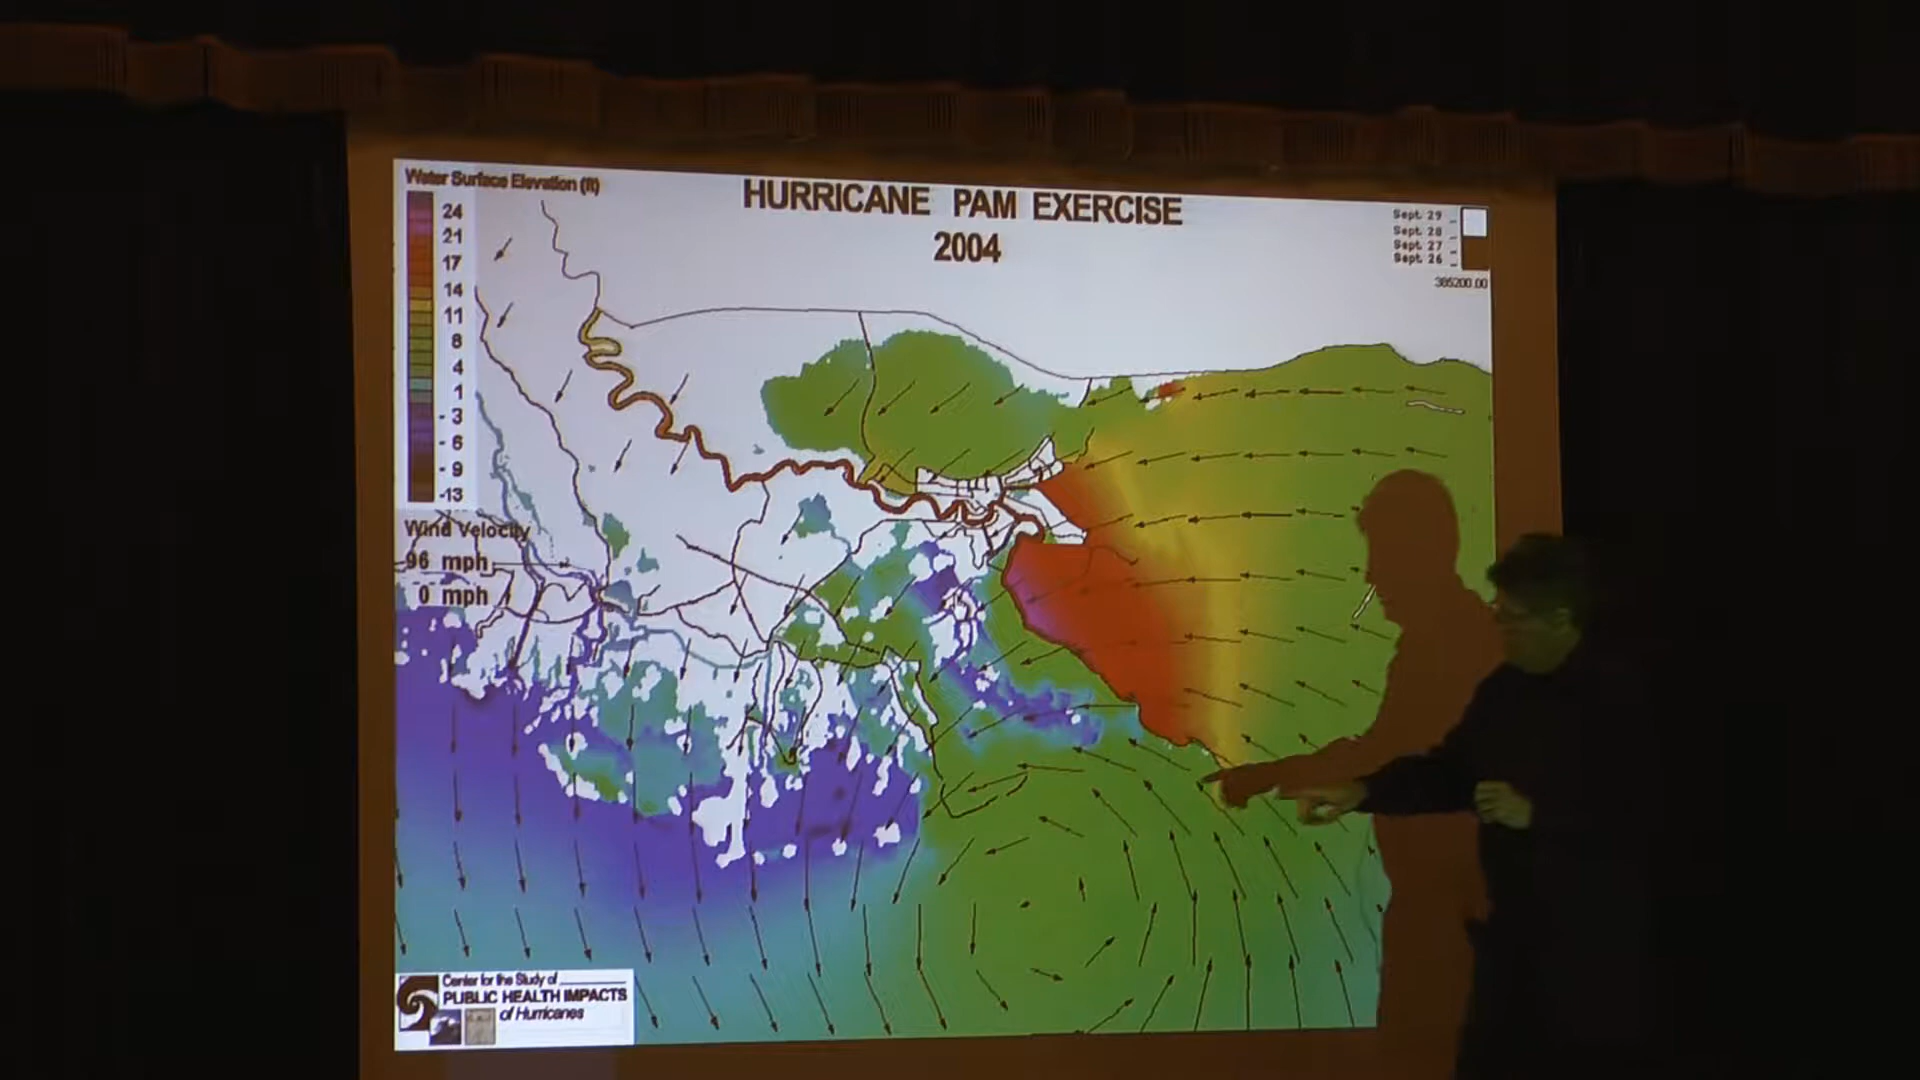 Water Surface Elevation (ft)
HURRICANE PAM EXERCISE
2004
24
21
17
14
11
8
4
1
- 3
- 6
- 9
-13
Sept. 29
Sept. 28
Sept. 27
Sept. 26
385200.00
Wind Velocity
96 mph
0 mph
Center for the Study of
PUBLIC HEALTH IMPACTS
of Hurricanes